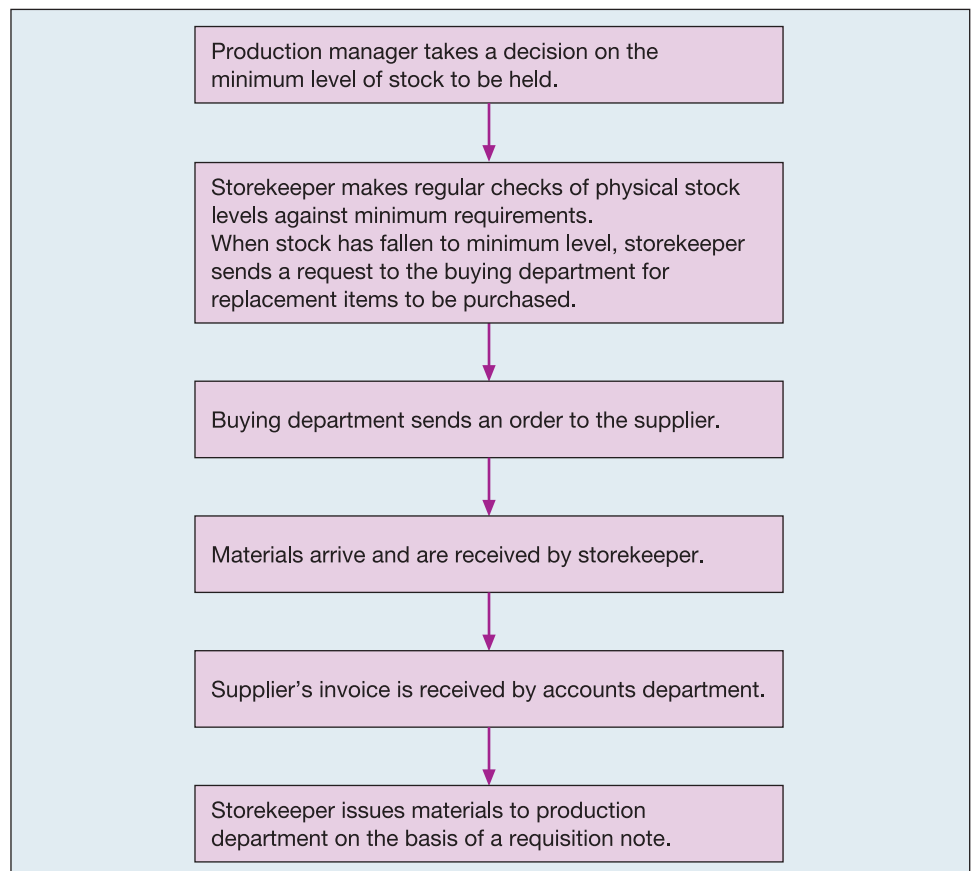 Production manager takes a decision on the
minimum level of stock to be held.
Storekeeper makes regular checks of physical stock
levels against minimum requirements.
When stock has fallen to minimum level, storekeeper
sends a request to the buying department for
replacement items to be purchased.
Buying department sends an order to the supplier.
Materials arrive and are received by storekeeper.
Supplier’s invoice is received by accounts department.
Storekeeper issues materials to production
department on the basis of a requisition note.